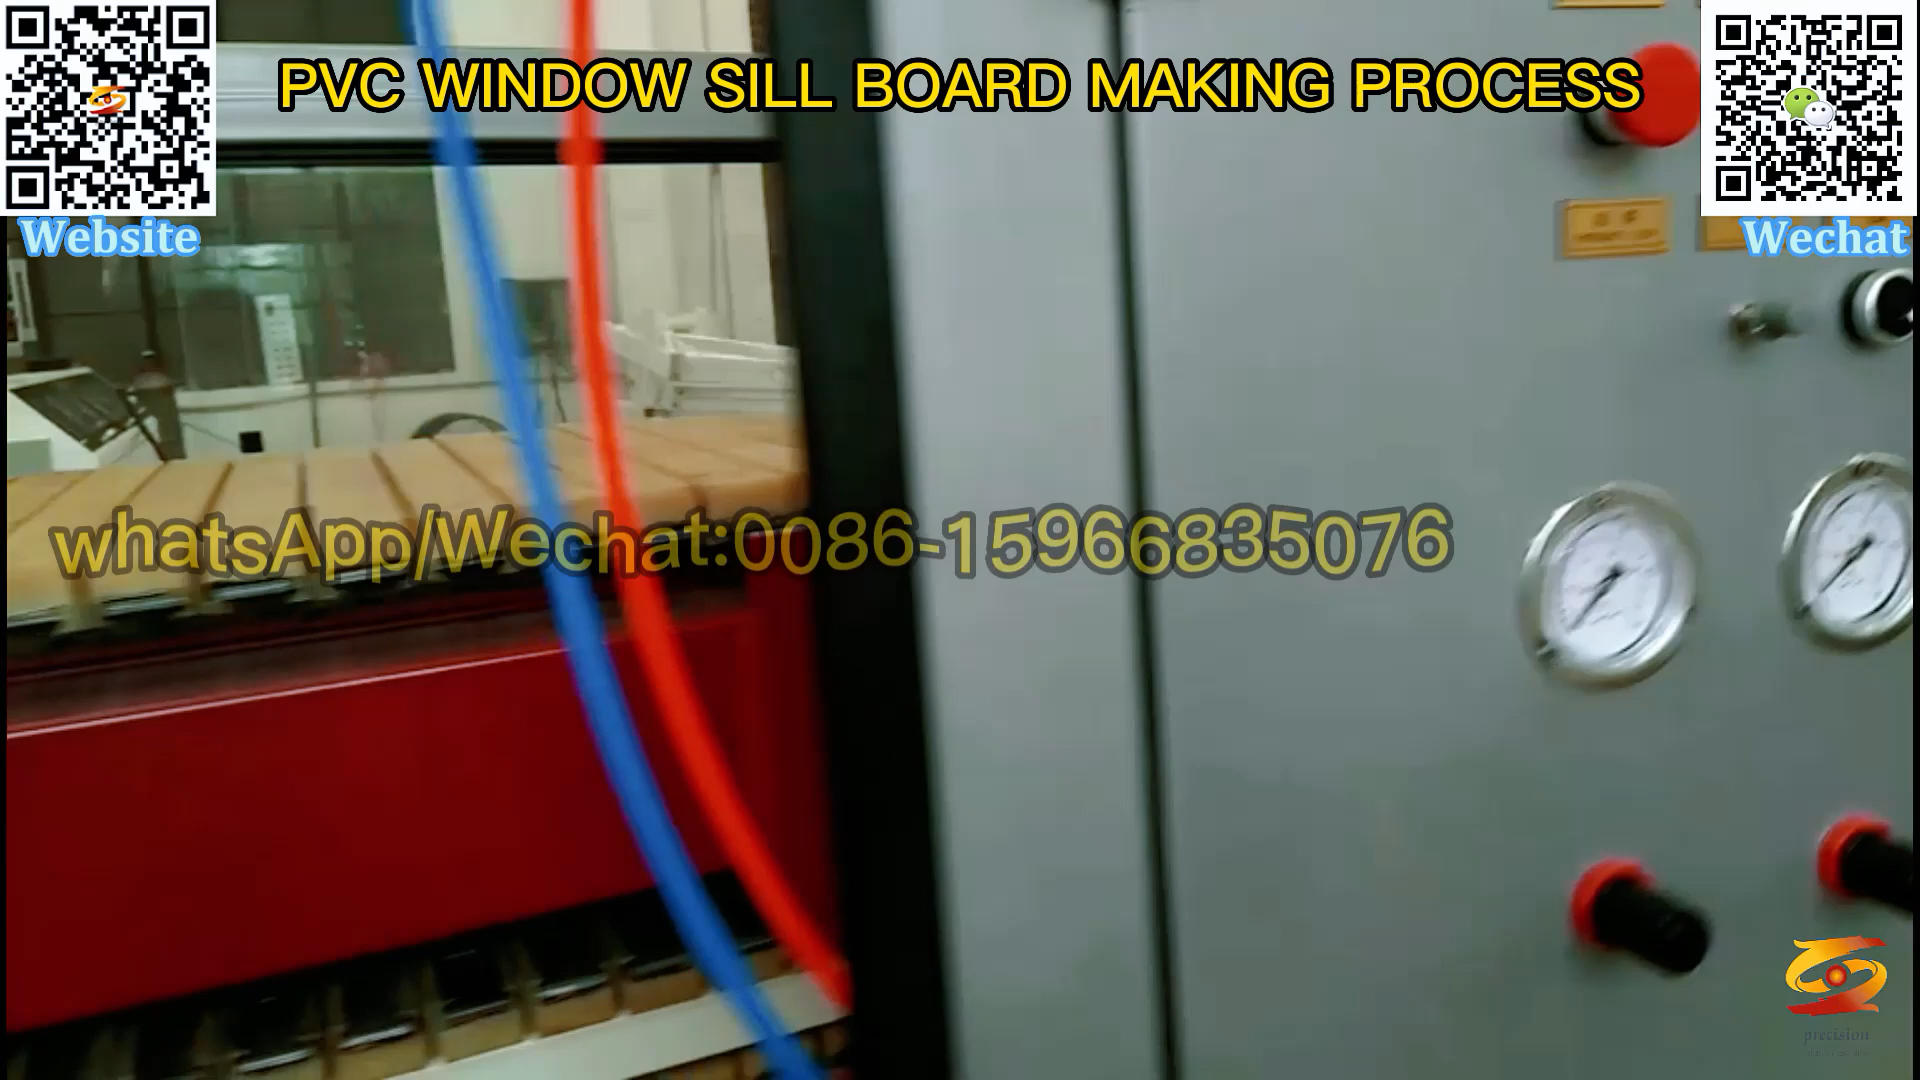 PVC WINDOW SILL BOARD MAKING PROCESS
Website
Wechat
whatsApp/Wechat:0086-15966835076
precision